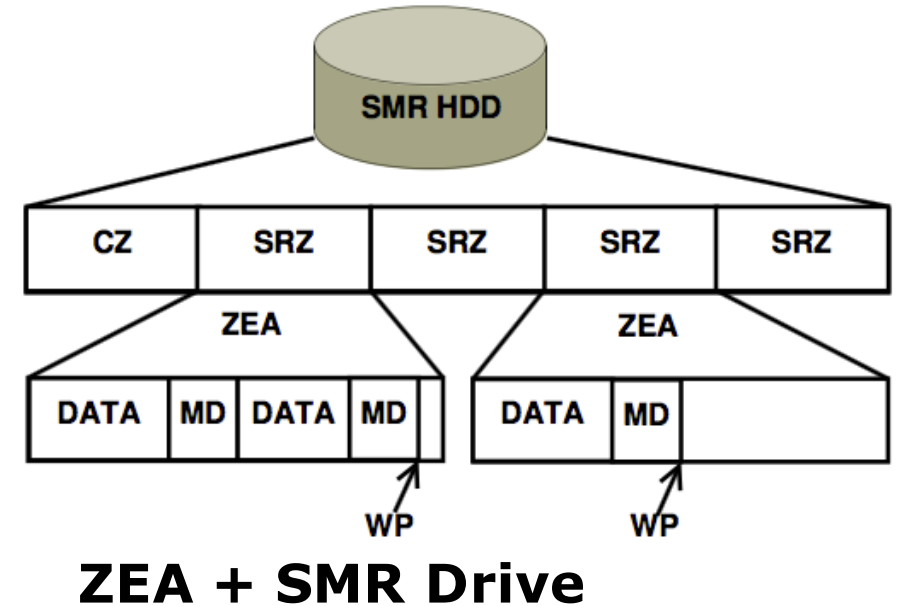 SMR HDD
CZ SRZ SRZ SRZ SRZ
ZEA ZEA
DATA MD DATA MD DATA MD
WP WP
ZEA + SMR Drive